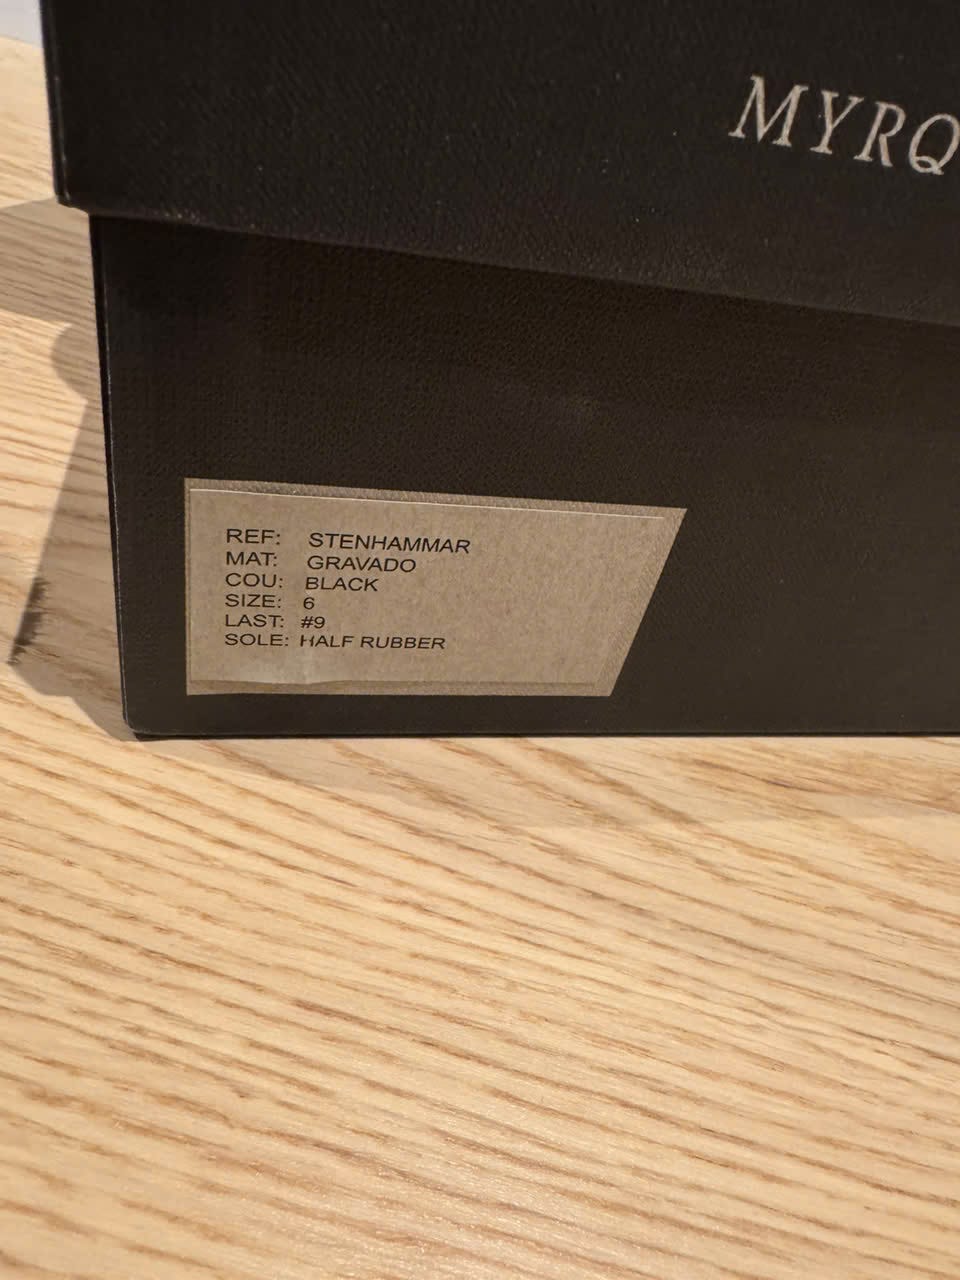 MYRQ
REF: STENHAMMAR
MAT: GRAVADO
COU: BLACK
SIZE: 6
LAST: #9
SOLE: HALF RUBBER